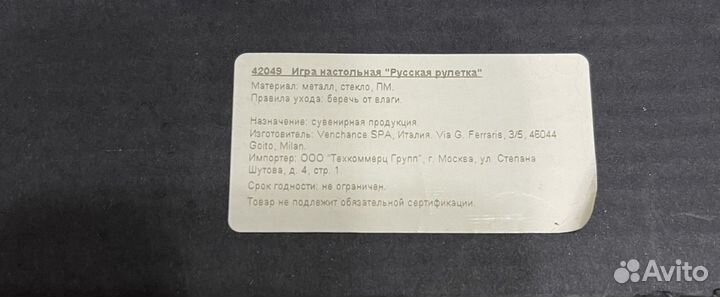 42049 Игра настольная "Русская рулетка"
Материал: металл, стекло, ПМ.
Правила ухода: беречь от влаги.
Назначение: сувенирная продукция.
Изготовитель: Venchance SPA, Италия. Via G. Ferraris, 3/5, 46044
Goito, Milan.
Импортер: ООО "Техкоммерц Групп", г. Москва, ул. Степана
Шутова, д. 4, стр. 1
Срок годности: не ограничен.
Товар не подлежит обязательной сертификации.
Avito